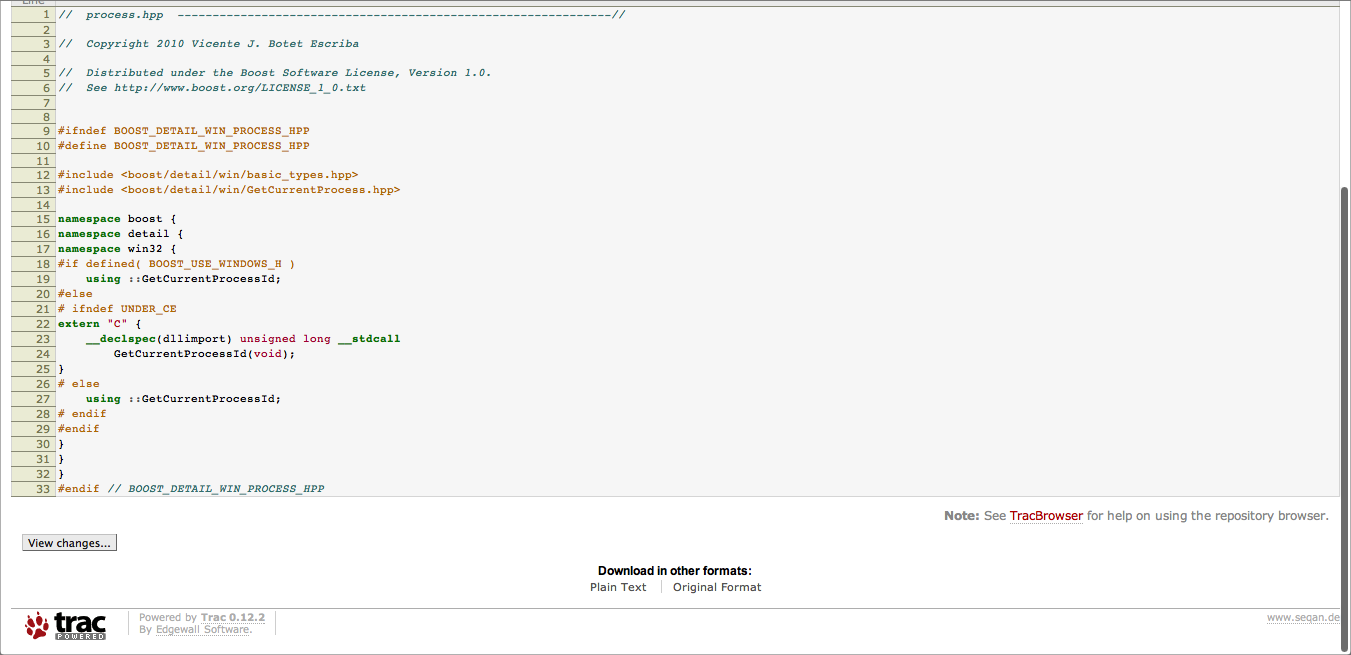 Line
1 //  process.hpp  --------------------------------------------------------------//
2
3 //  Copyright 2010 Vicente J. Botet Escriba
4
5 //  Distributed under the Boost Software License, Version 1.0.
6 //  See http://www.boost.org/LICENSE_1_0.txt
7
8
9 #ifndef BOOST_DETAIL_WIN_PROCESS_HPP
10 #define BOOST_DETAIL_WIN_PROCESS_HPP
11
12 #include <boost/detail/win/basic_types.hpp>
13 #include <boost/detail/win/GetCurrentProcess.hpp>
14
15 namespace boost {
16 namespace detail {
17 namespace win32 {
18 #if defined( BOOST_USE_WINDOWS_H )
19     using ::GetCurrentProcessId;
20 #else
21 # ifndef UNDER_CE
22 extern "C" {
23     __declspec(dllimport) unsigned long __stdcall
24         GetCurrentProcessId(void);
25 }
26 # else
27     using ::GetCurrentProcessId;
28 # endif
29 #endif
30 }
31 }
32 }
33 #endif // BOOST_DETAIL_WIN_PROCESS_HPP
Note: See TracBrowser for help on using the repository browser.
View changes...
Download in other formats:
Plain Text
Original Format
trac
POWERED
Powered by Trac 0.12.2
By Edgewall Software.
www.seqan.de